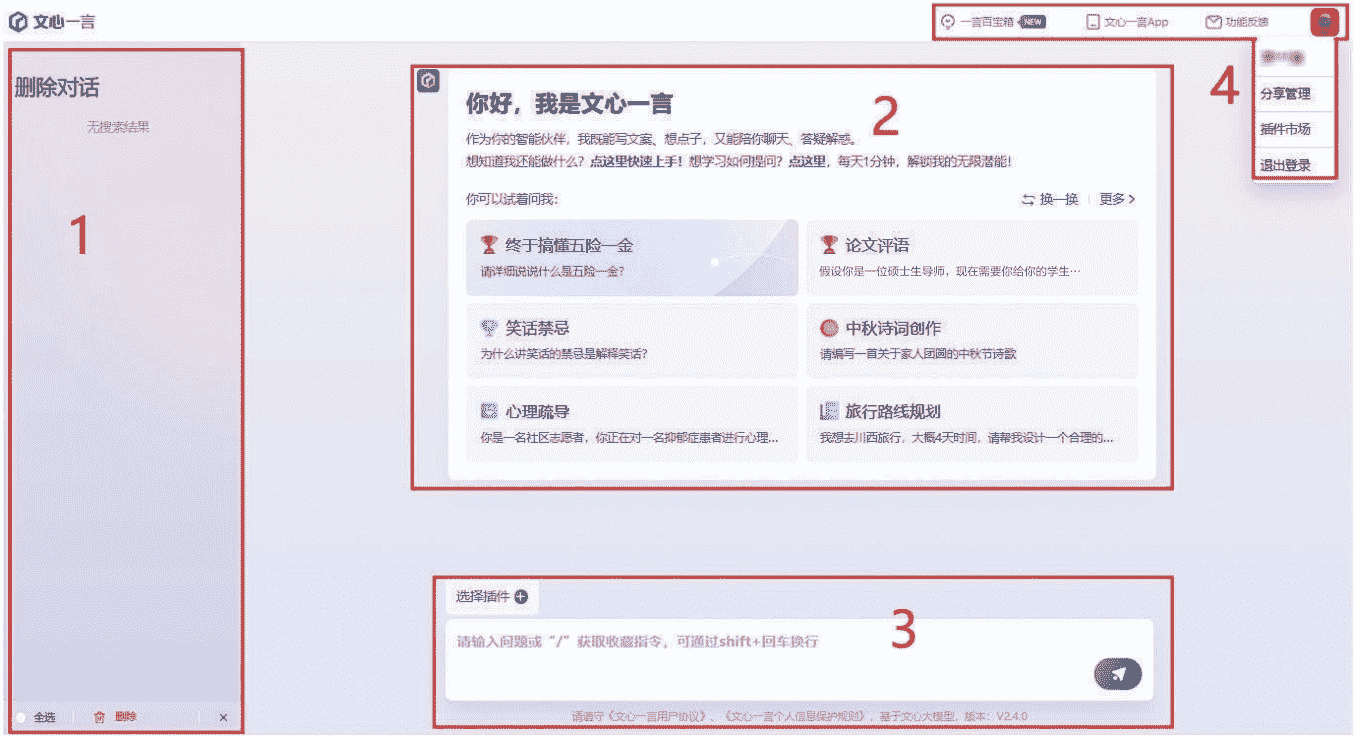 文心一言
一言百宝箱 NEW
文心一言App
功能反馈
删除对话
无搜索结果
1
全选
删除
×
2
你好，我是文心一言
作为你的智能伙伴，我既能写文案、想点子，又能陪你聊天、答疑解惑。
想知道我还能做什么？点这里快速上手！想学习如何提问？点这里，每天1分钟，解锁我的无限潜能！
你可以试着问我：
换一换
更多 >
终于搞懂五险一金
请详细说说什么是五险一金？
论文评语
假设你是一位硕士生导师，现在需要你给你的学生…
笑话禁忌
为什么讲笑话的禁忌是解释笑话？
中秋诗词创作
请编写一首关于家人团圆的中秋节诗歌
心理疏导
你是一名社区志愿者，你正在对一名抑郁症患者进行心理...
旅行路线规划
我想去川西旅行，大概4天时间，请帮我设计一个合理的...
3
选择插件
请输入问题或“/”获取收藏指令，可通过shift+回车换行
请遵守《文心一言用户协议》、《文心一言个人信息保护规则》，基于文心大模型，版本：V2.4.0
4
分享管理
插件市场
退出登录